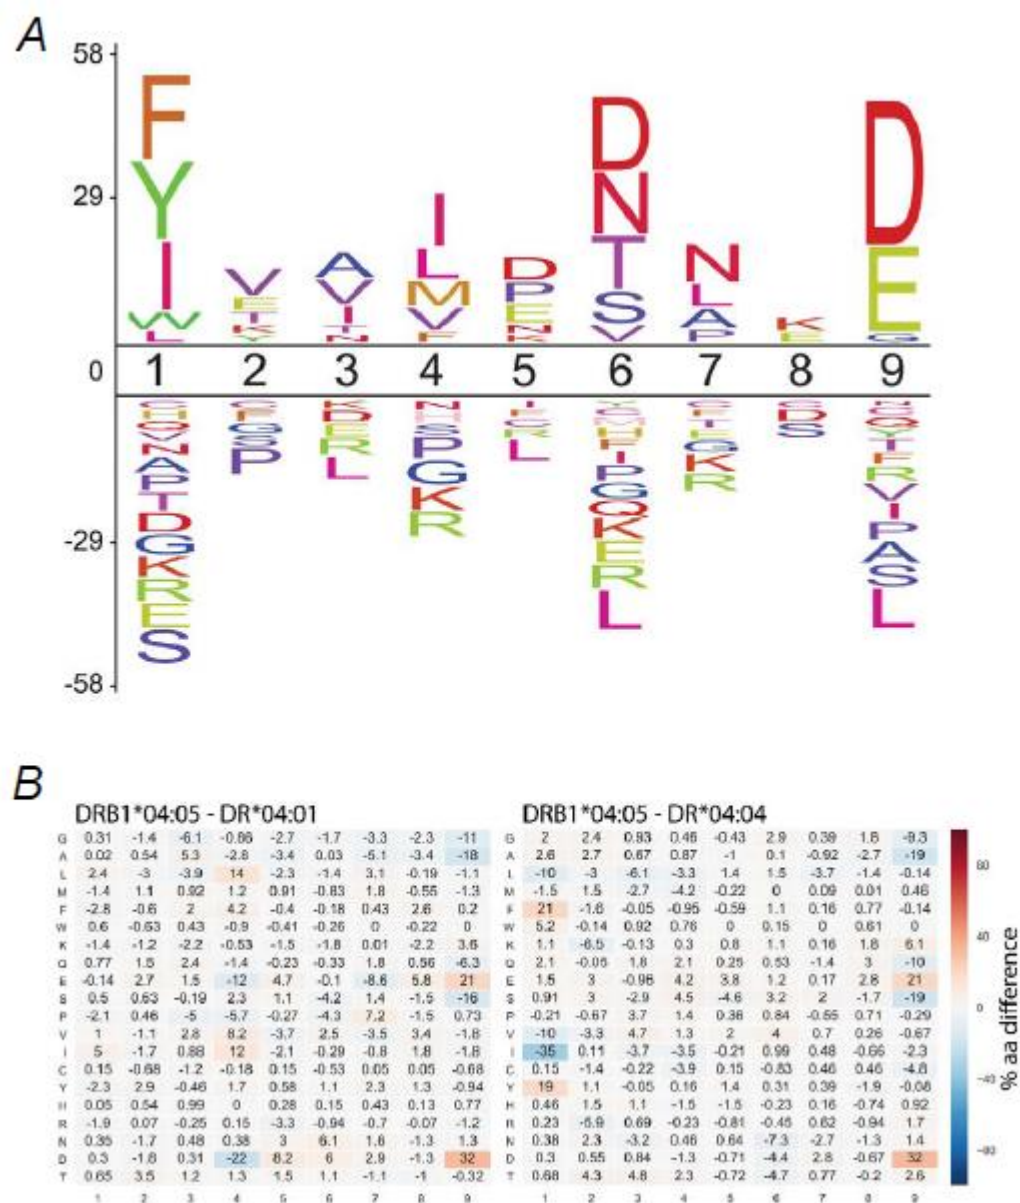 A
58
F
Y
I
W
L
V
E
T
K
Y
A
V
I
T
N
I
L
M
V
F
D
P
E
N
K
29
D
N
T
S
V
N
L
A
P
K
E
D
E
S
0 1 2 3 4 5 6 7 8 9
N
A
P
T
D
G
K
R
E
S
G
S
P
K
D
E
R
L
N
H
S
P
G
K
R
L
I
P
G
Q
K
E
R
L
G
K
R
D
S
T
F
R
V
I
P
A
S
L
-29
-58
B
DRB1*04:05 - DR*04:01 DRB1*04:05 - DR*04:04
G 0.31 -1.4 -6.1 -0.86 -2.7 -1.7 -3.3 -2.3 -11 G 2 2.4 0.93 0.46 -0.43 2.9 0.39 1.6 -9.3
A 0.02 0.54 5.3 -2.8 -3.4 0.03 -5.1 -3.4 -18 A 2.6 2.7 0.67 0.87 -1 0.1 -0.92 -2.7 -19
L 2.4 -3 -3.9 14 -2.3 -1.4 3.1 -0.19 -1.1 L -10 -3 -6.1 -3.3 1.4 1.5 -3.7 -1.4 -0.14
M -1.4 1.1 0.92 1.2 0.91 -0.83 1.8 -0.55 -1.3 M -1.5 1.5 -2.7 -4.2 -0.22 0 0.09 0.01 0.46
F -2.8 -0.6 2 4.2 -0.4 -0.18 0.43 2.6 0.2 F 21 -1.6 -0.05 -0.95 -0.59 1.1 0.16 0.77 -0.14
W 0.6 -0.63 0.43 -0.9 -0.41 -0.26 0 -0.22 0 W 5.2 -0.14 0.92 0.76 0 0.15 0 0.61 0
K -1.4 -1.2 -2.2 -0.53 -1.5 -1.8 0.01 -2.2 3.6 K 1.1 -6.5 -0.13 0.3 0.8 1.1 0.16 1.8 6.1
Q 0.77 1.5 2.4 -1.4 -0.23 -0.33 1.8 0.56 -6.3 Q 2.1 -0.06 1.6 2.1 0.25 0.53 -1.4 3 -10
E -0.14 2.7 1.5 -12 4.7 -0.1 -8.6 5.8 21 E 1.5 3 -0.96 4.2 3.8 1.2 0.17 2.8 21
S 0.5 0.63 -0.19 2.3 1.1 -4.2 1.4 -1.5 -16 S 0.91 3 -2.9 4.5 -4.6 3.2 2 -1.7 -19
P -2.1 0.46 -5 -5.7 -0.27 -4.3 7.2 -1.5 0.73 P -0.21 -0.67 3.7 1.4 0.36 0.84 -0.55 0.71 -0.29
V 1 -1.1 2.8 8.2 -3.7 2.5 -3.5 3.4 -1.8 V -10 -3.3 4.7 1.3 2 4 0.7 0.26 -0.67
I 5 -1.7 0.88 12 -2.1 -0.29 -0.8 1.8 -1.8 I -35 0.11 -3.7 -3.5 -0.21 0.99 0.48 -0.66 -2.3
C 0.15 -0.68 -1.2 -0.18 0.15 -0.53 0.05 0.05 -0.68 C 0.15 -1.4 -0.22 -3.9 0.15 -0.83 0.46 0.46 -4.8
Y -2.3 2.9 -0.46 1.7 0.58 1.1 2.3 1.3 -0.94 Y 19 1.1 -0.05 0.16 1.4 0.31 0.39 -1.9 -0.08
H 0.05 0.54 0.99 0 0.28 0.15 0.43 0.13 0.77 H 0.46 1.5 1.1 -1.5 -1.5 -0.23 0.16 -0.74 0.92
R -1.9 0.07 -0.25 0.15 -3.3 -0.94 -0.7 -0.07 -1.2 R 0.23 -5.9 0.69 -0.23 -0.81 -0.45 0.62 -0.94 1.7
N 0.35 -1.7 0.48 0.38 3 6.1 1.6 -1.3 1.3 N 0.38 2.3 -3.2 0.46 0.64 -7.3 -2.7 -1.3 1.4
D 0.3 -1.8 0.31 -22 8.2 6 2.9 -1.3 32 D 0.3 0.55 0.84 -1.3 -0.71 -4.4 2.8 -0.67 32
T 0.65 3.5 1.2 1.3 1.5 1.1 -1.1 -1 -0.32 T 0.68 4.3 4.8 2.3 -0.72 -4.7 0.77 -0.2 2.6
1 2 3 4 5 6 7 8 9 1 2 3 4 5 6 7 8 9
80
40
0
-40
-80
% aa difference